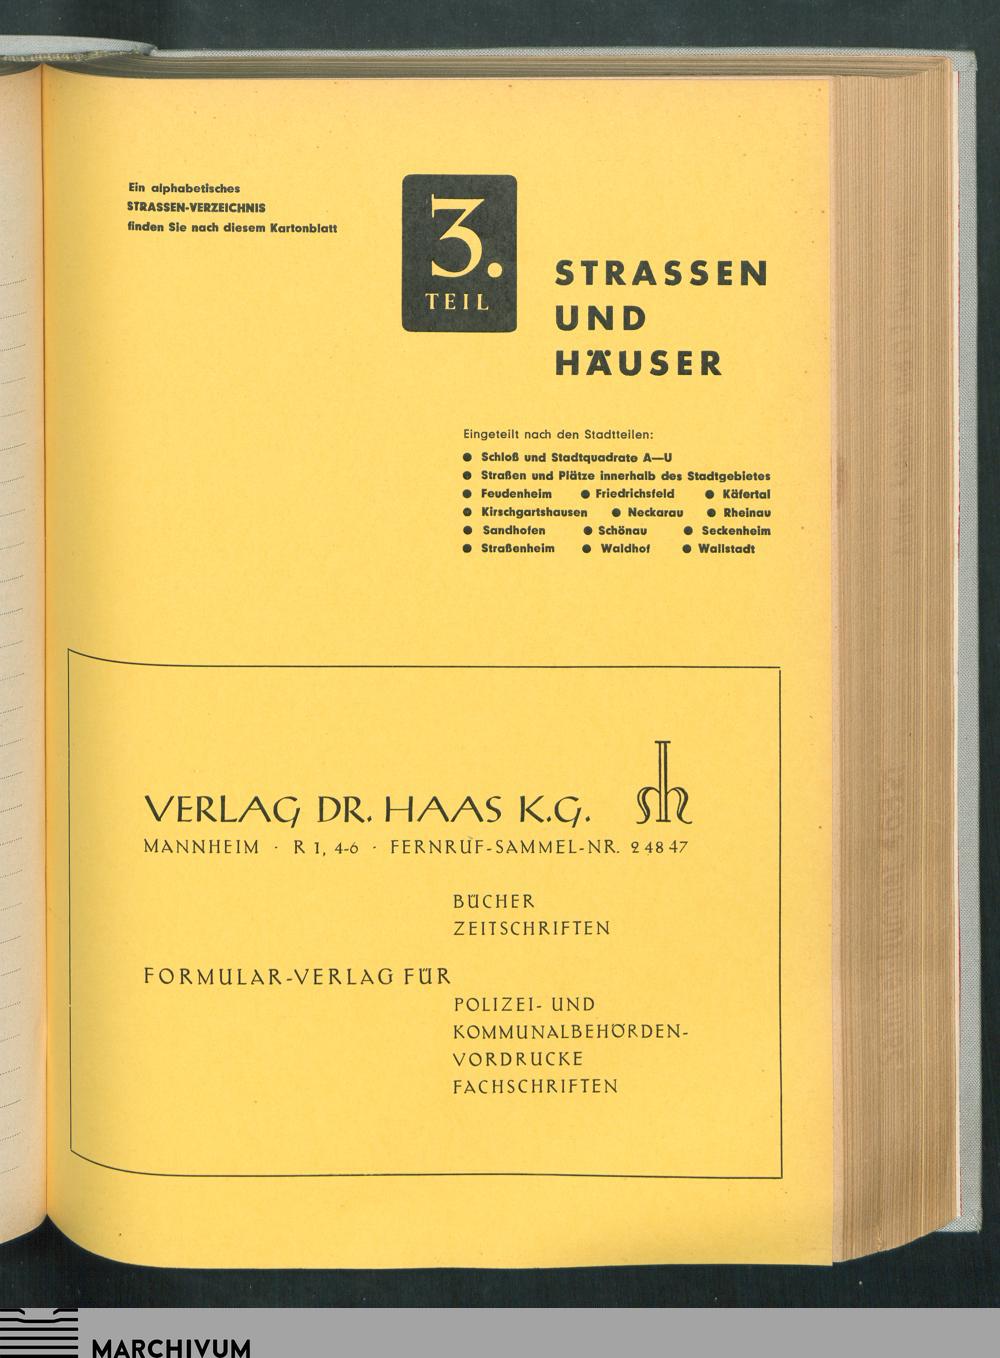 Ein alphabetisches
STRASSEN-VERZEICHNIS
finden Sie nach diesem Kartonblatt
3.
TEIL
STRASSEN
UND
HÄUSER
Eingeteilt nach den Stadtteilen:
● Schloß und Stadtquadrate A—U
● Straßen und Plätze innerhalb des Stadtgebietes
● Feudenheim ● Friedrichsfeld ● Käfertal
● Kirschgartshausen ● Neckarau ● Rheinau
● Sandhofen ● Schönau ● Seckenheim
● Straßenheim ● Waldhof ● Wallstadt
VERLAG DR. HAAS K.G.
MANNHEIM · R 1, 4-6 · FERNRUF-SAMMEL-NR. 2 48 47
BÜCHER
ZEITSCHRIFTEN
FORMULAR-VERLAG FÜR
POLIZEI- UND
KOMMUNALBEHÖRDEN-
VORDRUCKE
FACHSCHRIFTEN
MARCHIVUM